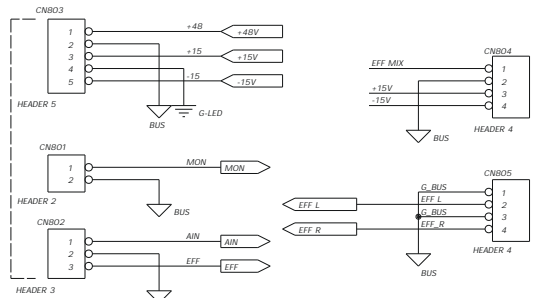 CN803
1 +48 +48V
2
3 +15 +15V
4
5 -15 -15V
HEADER 5
BUS
G-LED
CN801
1 MON MON
2
HEADER 2
BUS
CN802
1 AIN AIN
2
3 EFF EFF
HEADER 3
CN804
EFF MIX 1
2
+15V 3
-15V 4
HEADER 4
BUS
CN805
G_BUS 1
EFF L EFF L 2
G_BUS 3
EFF R EFF_R 4
HEADER 4
BUS